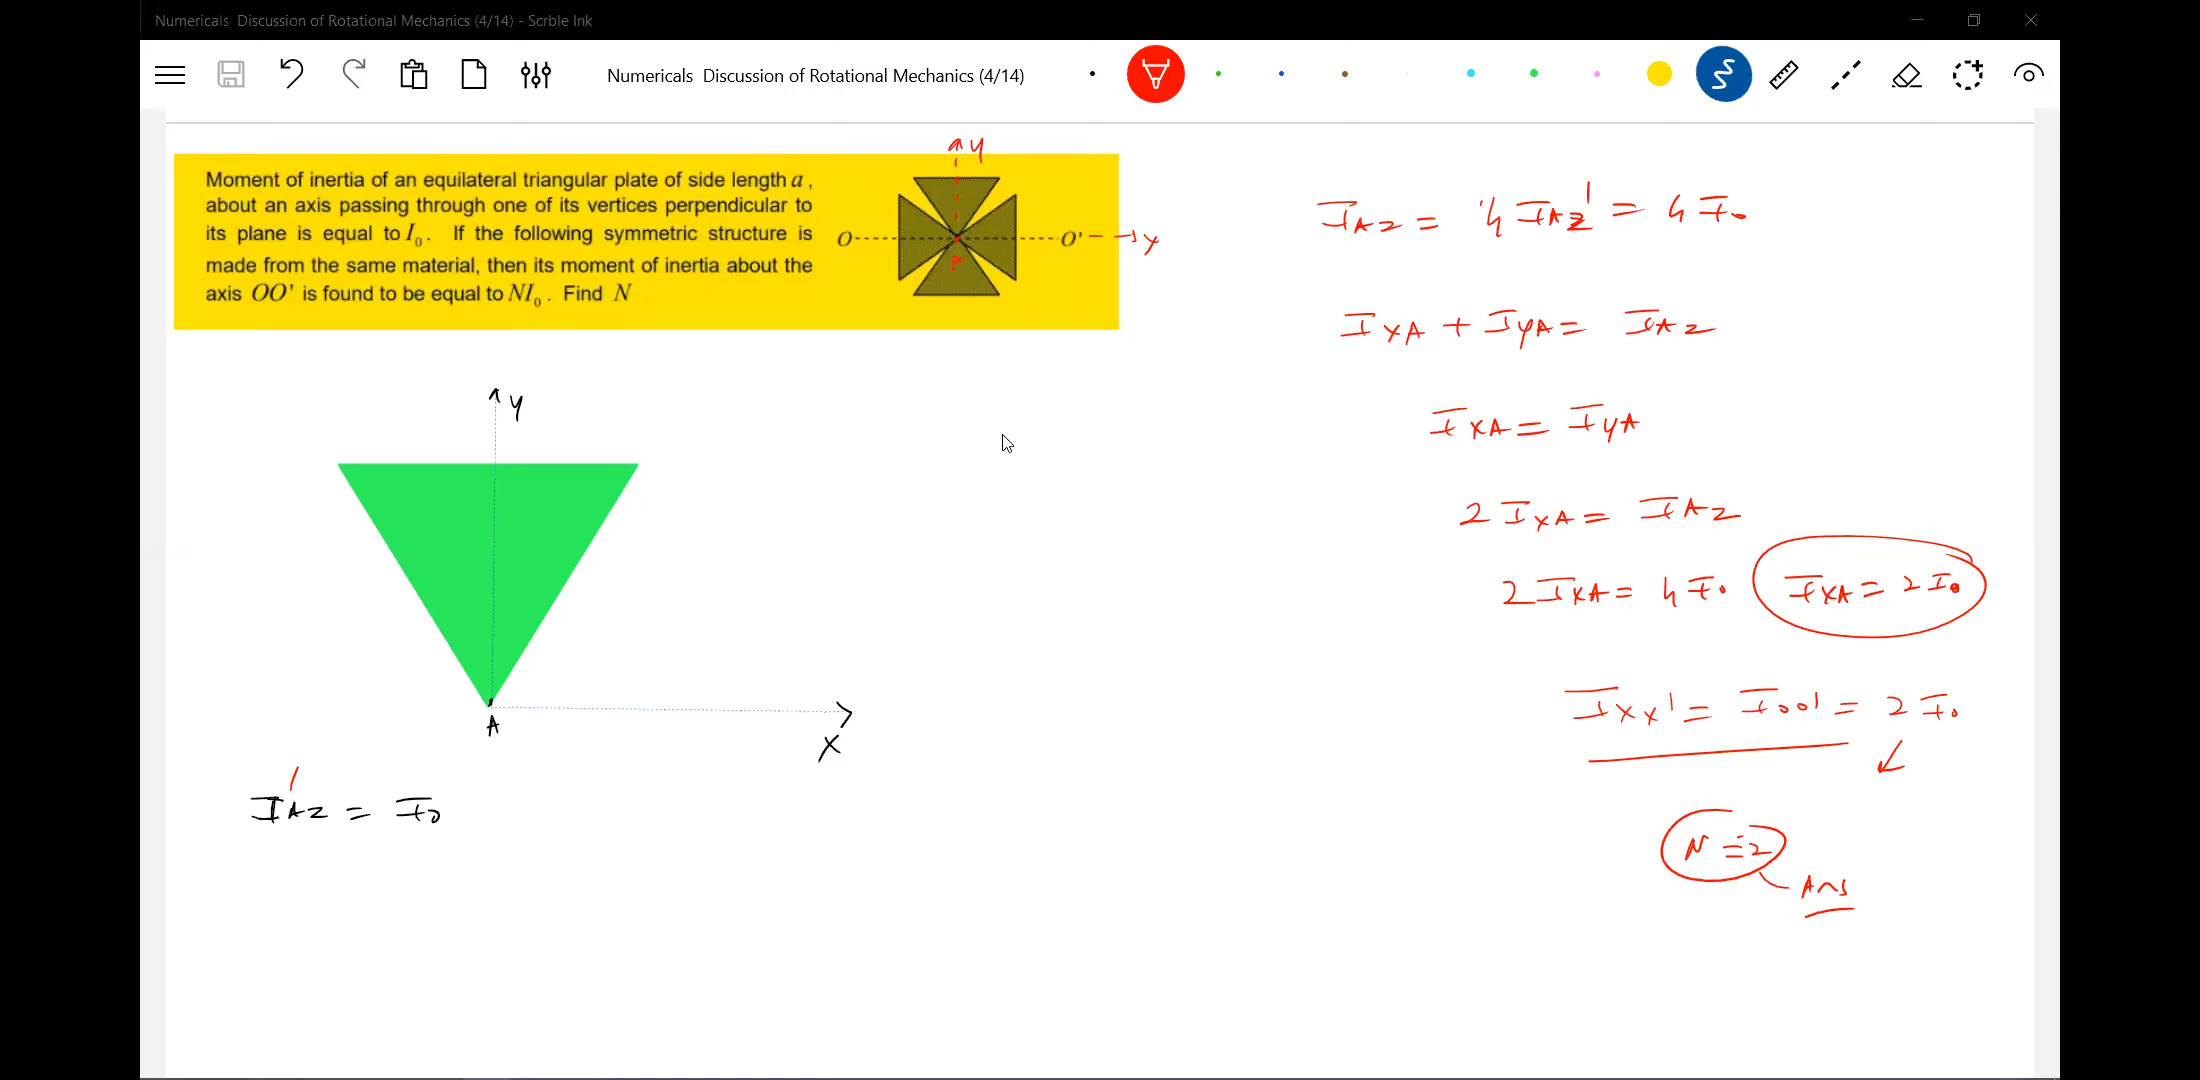 Numericals Discussion of Rotational Mechanics (4/14) - Scrble Ink
Numericals Discussion of Rotational Mechanics (4/14)
Moment of inertia of an equilateral triangular plate of side length a,
about an axis passing through one of its vertices perpendicular to
its plane is equal to I₀. If the following symmetric structure is
made from the same material, then its moment of inertia about the
axis OO' is found to be equal to NI₀. Find N
y
O O' x
y
A
x
I'AZ = I₀
IAZ = 4 IAZ' = 4 I₀
IXA + IYA = IAZ
IXA = IYA
2 IXA = IAZ
2 IXA = 4 I₀ IXA = 2 I₀
IXX' = IOO' = 2 I₀
N = 2
Ans